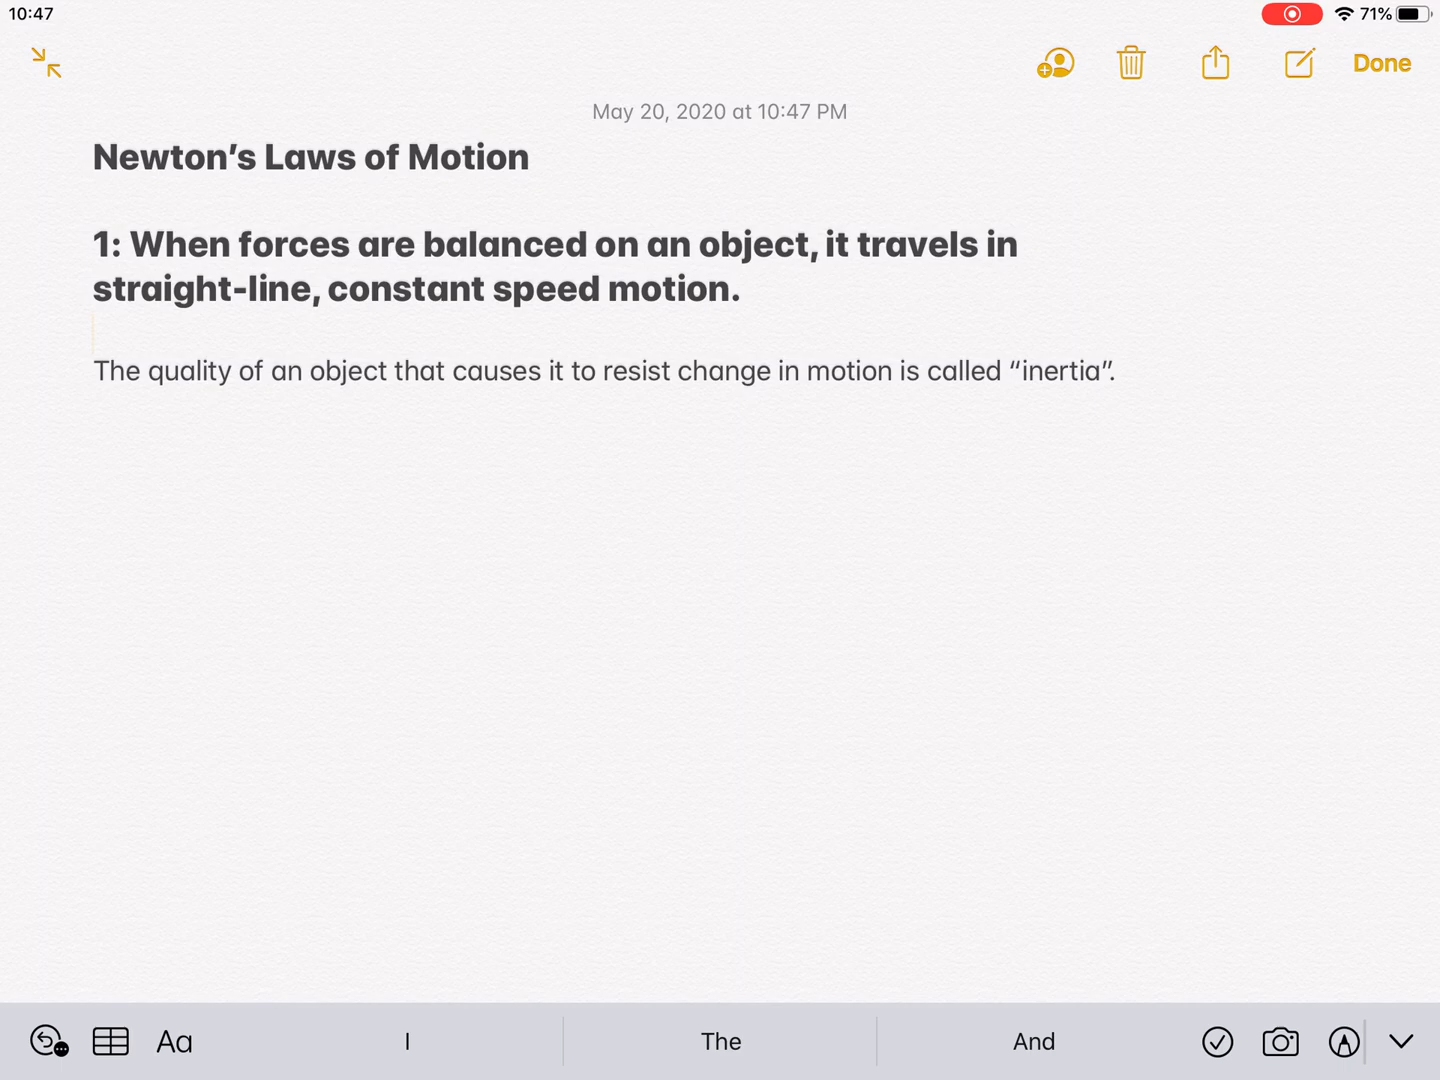 10:47
71%
Done
May 20, 2020 at 10:47 PM
Newton’s Laws of Motion
1: When forces are balanced on an object, it travels in
straight-line, constant speed motion.
The quality of an object that causes it to resist change in motion is called “inertia”.
Aa
I
The
And